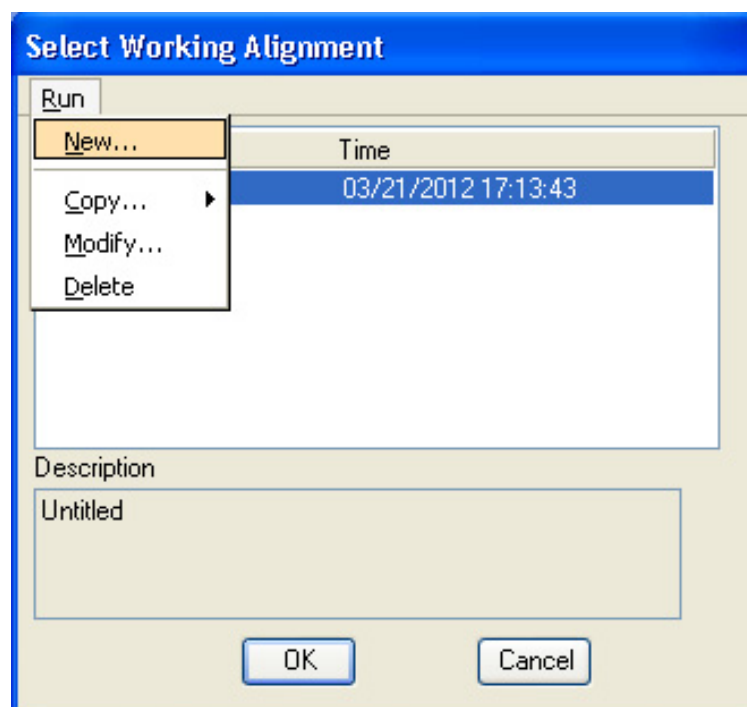 Select Working Alignment
Run
New...
Time
Copy...
03/21/2012 17:13:43
Modify...
Delete
Description
Untitled
OK Cancel